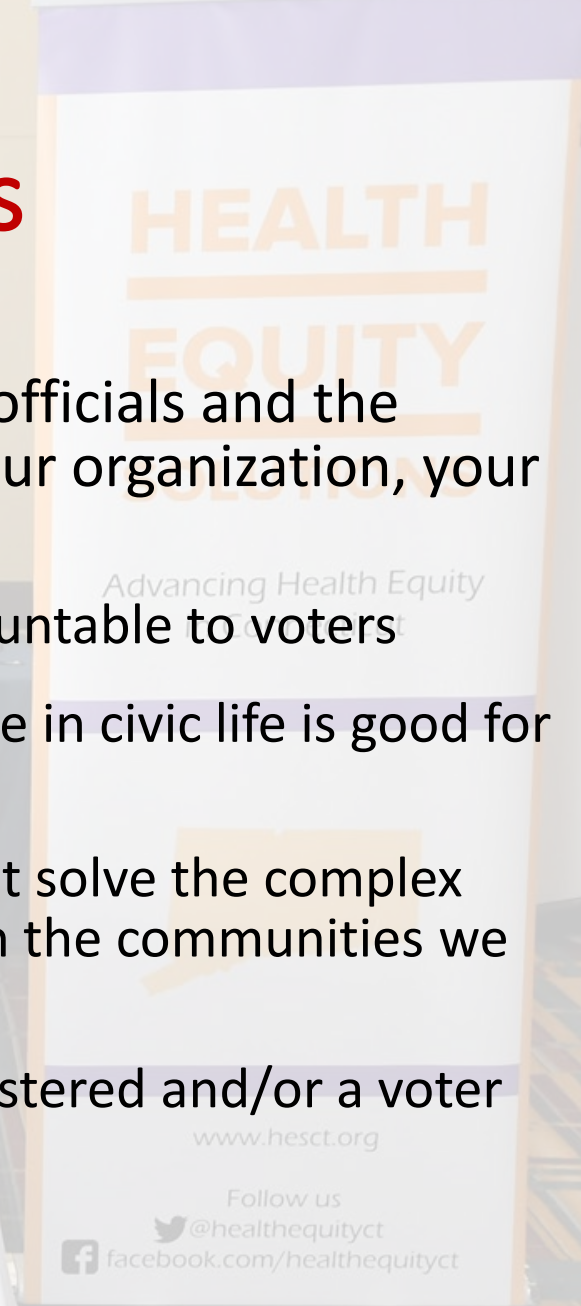 S
HEALTH
EQUITY
officials and the
ur organization, your
SOLUTIONS
Advancing Health Equity
in Connecticut
untable to voters
e in civic life is good for
t solve the complex
n the communities we
stered and/or a voter
www.hesct.org
Follow us
@healthequityct
facebook.com/healthequityct